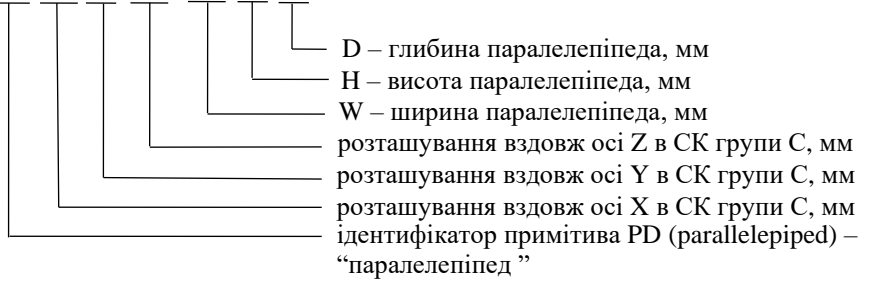 D – глибина паралелепіпеда, мм
H – висота паралелепіпеда, мм
W – ширина паралелепіпеда, мм
розташування вздовж осі Z в СК групи С, мм
розташування вздовж осі Y в СК групи С, мм
розташування вздовж осі X в СК групи С, мм
ідентифікатор примітива PD (parallelepiped) –
“паралелепіпед ”